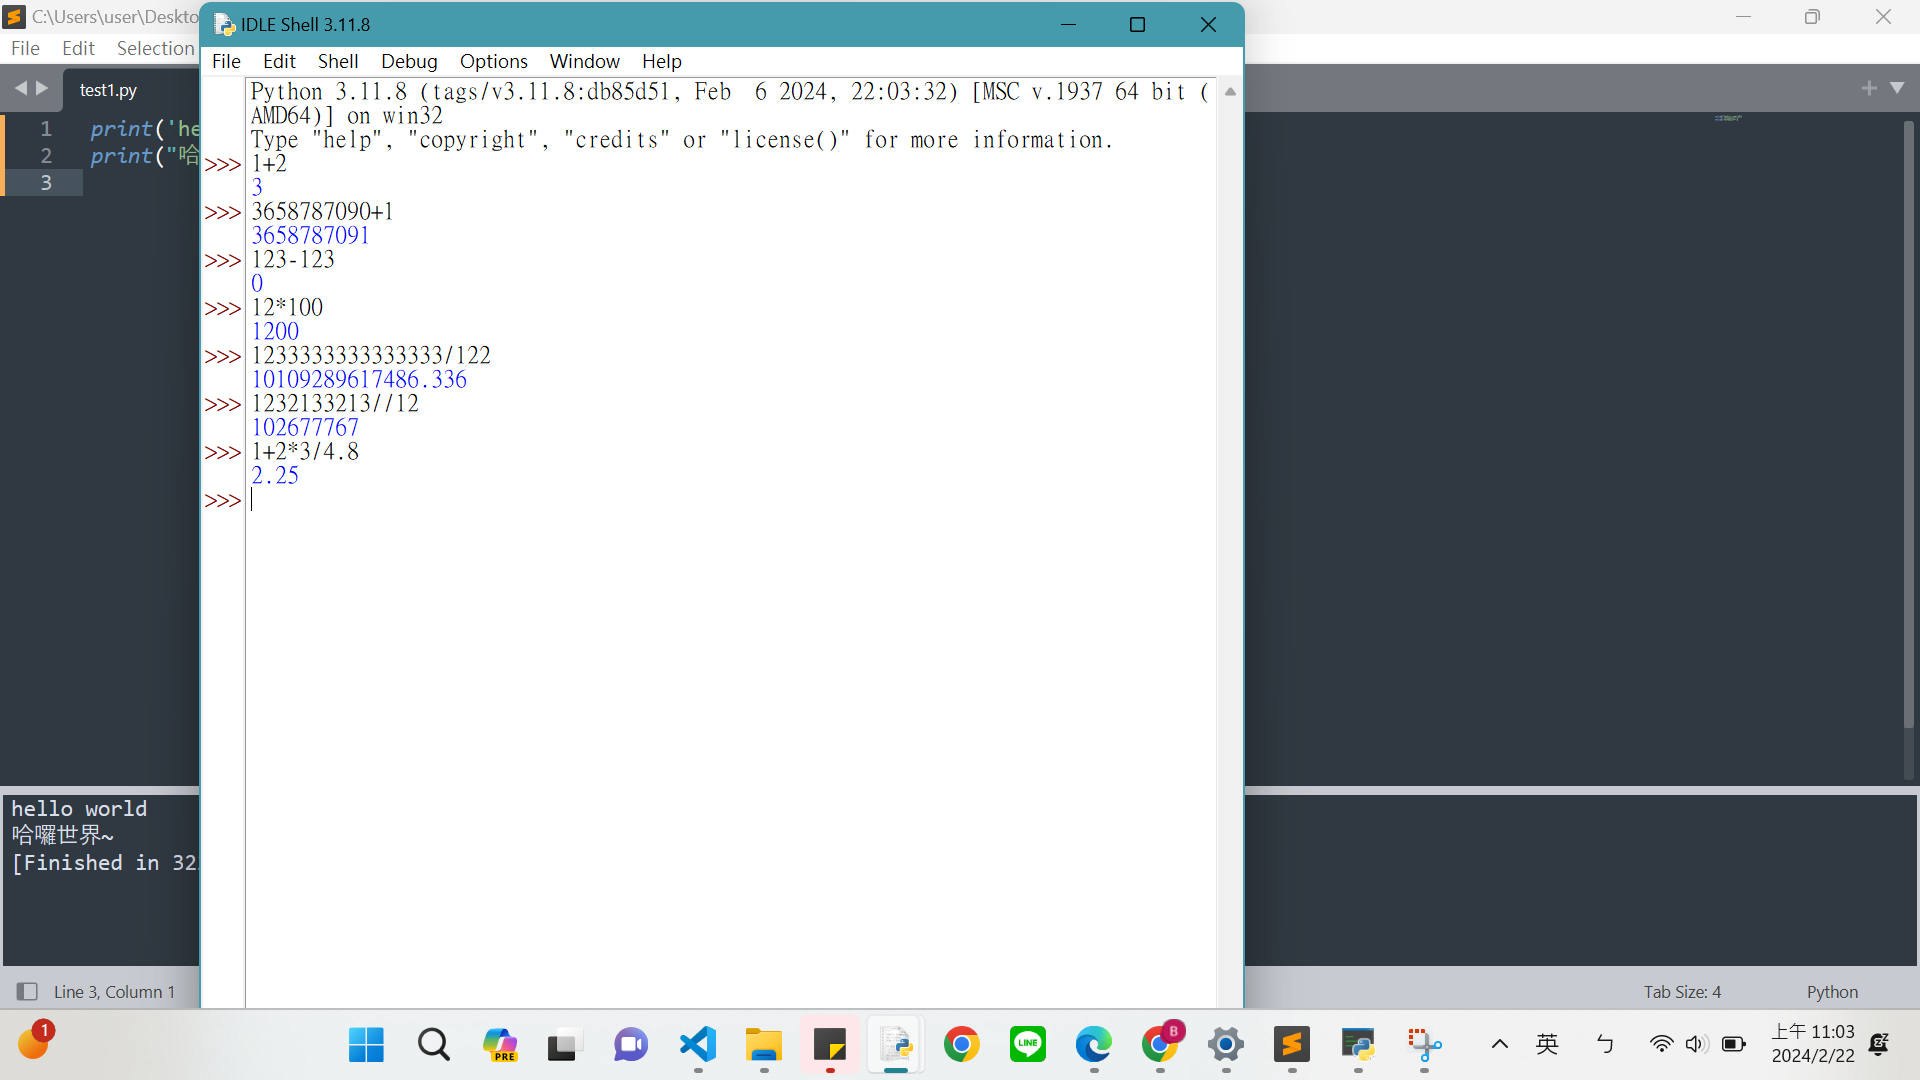 C:\Users\user\Deskto
File Edit Selection
test1.py
1 print('he
2 print("哈
3
IDLE Shell 3.11.8
File Edit Shell Debug Options Window Help
Python 3.11.8 (tags/v3.11.8:db85d51, Feb  6 2024, 22:03:32) [MSC v.1937 64 bit (
AMD64)] on win32
Type "help", "copyright", "credits" or "license()" for more information.
>>> 1+2
3
>>> 3658787090+1
3658787091
>>> 123-123
0
>>> 12*100
1200
>>> 1233333333333333/122
10109289617486.336
>>> 1232133213//12
102677767
>>> 1+2*3/4.8
2.25
>>>
hello world
哈囉世界~
[Finished in 32
Line 3, Column 1
Tab Size: 4 Python
1
PRE
LINE
B
英
ㄅ
上午 11:03
2024/2/22